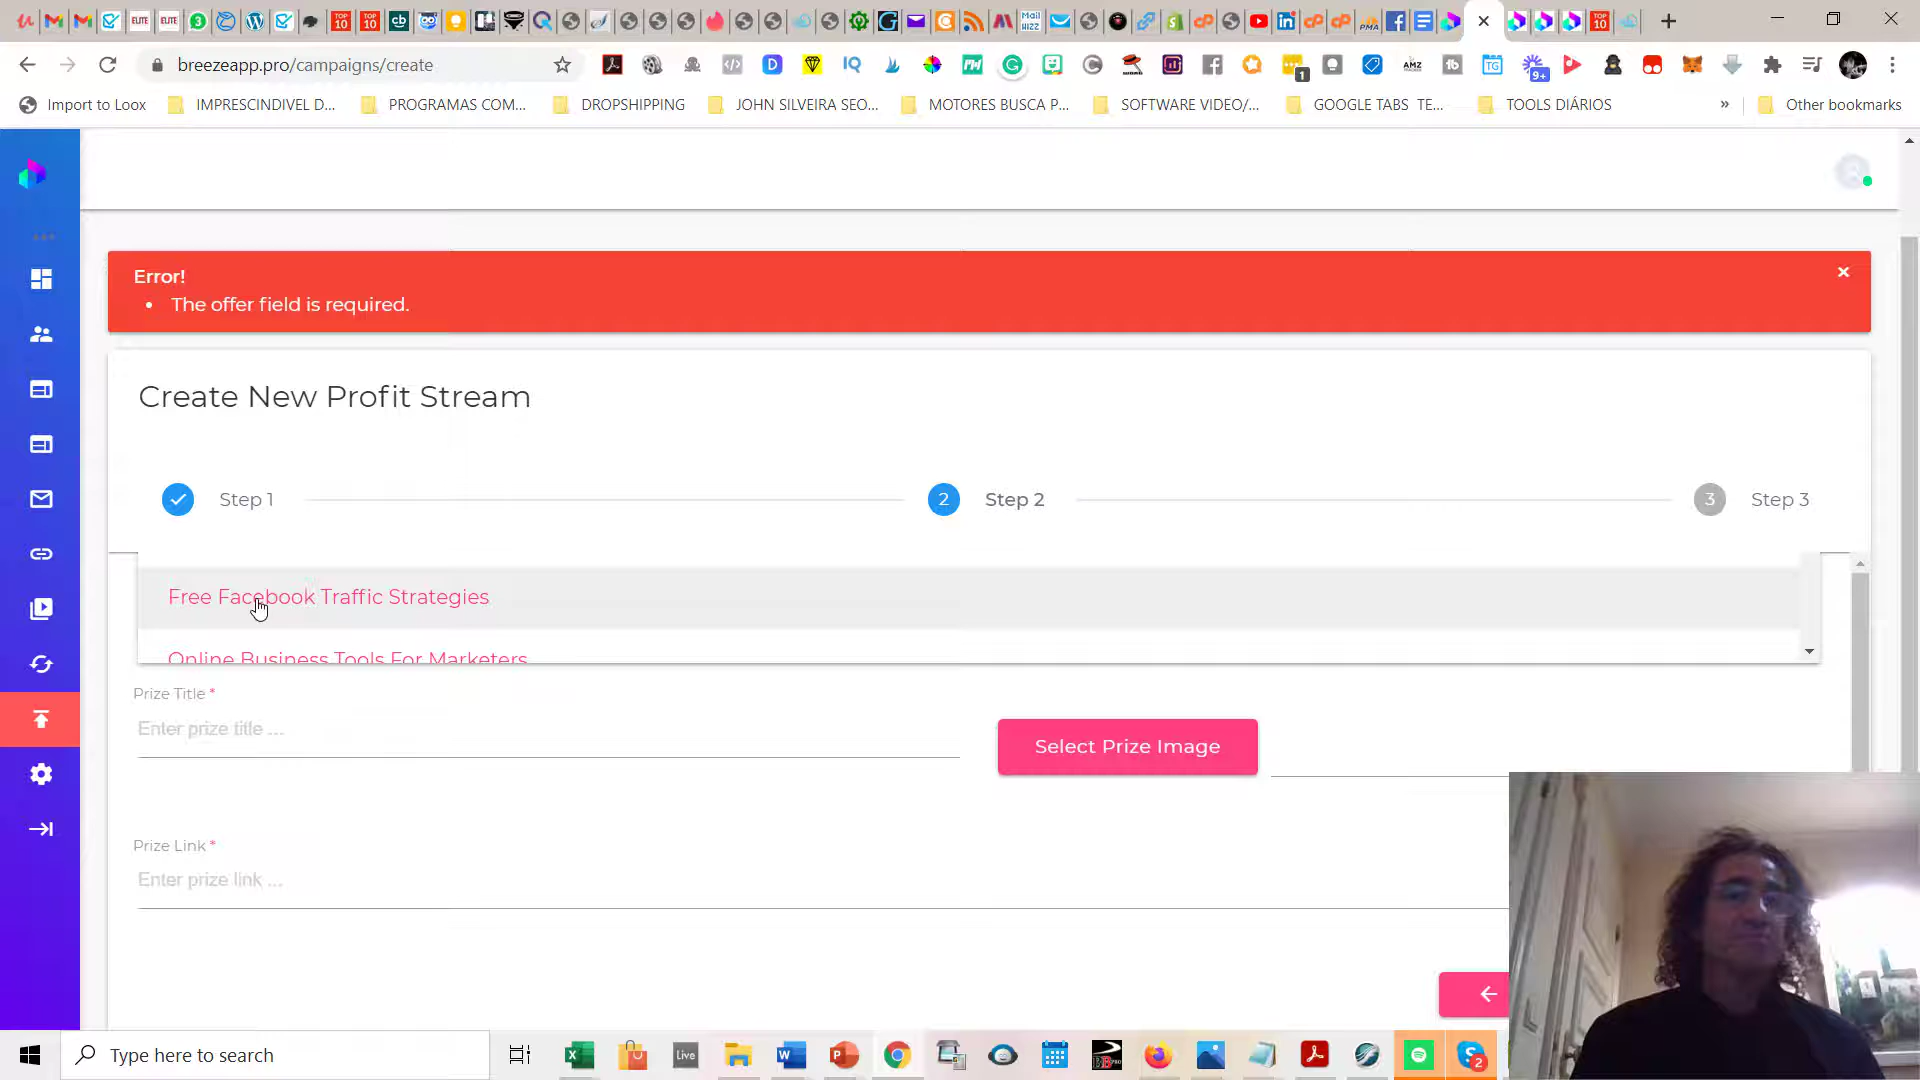 breezeapp.pro/campaigns/create
Import to Loox
IMPRESCINDIVEL D...
PROGRAMAS COM...
DROPSHIPPING
JOHN SILVEIRA SEO...
MOTORES BUSCA P...
SOFTWARE VIDEO/...
GOOGLE TABS TE...
TOOLS DIÁRIOS
»
Other bookmarks
Error!
• The offer field is required.
Create New Profit Stream
Step 1
2 Step 2
3 Step 3
Free Facebook Traffic Strategies
Online Business Tools For Marketers
Prize Title *
Enter prize title ...
Select Prize Image
Prize Link *
Enter prize link ...
Type here to search
Live
2